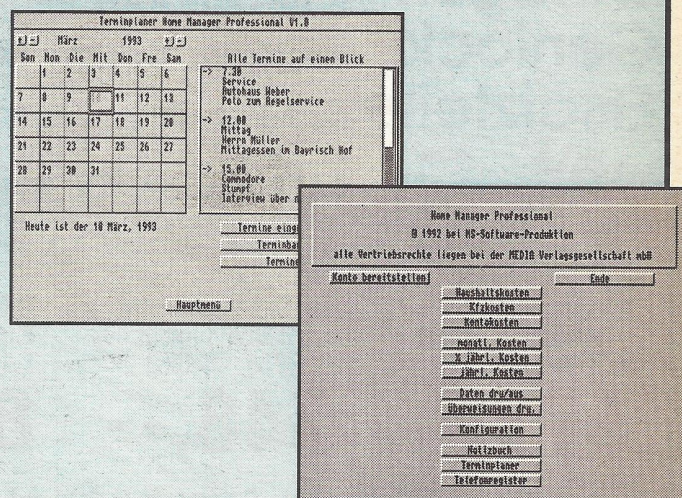 Terminplaner Home Manager Professional V1.0
März 1993
Son Mon Die Mit Don Fre Sam
1 2 3 4 5 6
7 8 9 10 11 12 13
14 15 16 17 18 19 20
21 22 23 24 25 26 27
28 29 30 31
Heute ist der 10 März, 1993
Alle Termine auf einen Blick
-> 7.30
Service
Autohaus Weber
Polo zum Regelservice
-> 12.00
Mittag
Herrn Müller
Mittagessen im Bayrisch Hof
-> 15.00
Commodore
Stumpf
Interview über
Termine
Hauptmenü
Home Manager Professional
© 1992 bei MS-Software-Produktion
alle Vertriebsrechte liegen bei der MEDIA Verlagsgesellschaft mbH
Konto bereitstellen
Ende
Haushaltskosten
Kfzkosten
Kontokosten
monatl. Kosten
½ jährl. Kosten
jährl. Kosten
Daten dru/aus
Überweisungen dru.
Konfiguration
Notizbuch
Terminplaner
Telefonregister